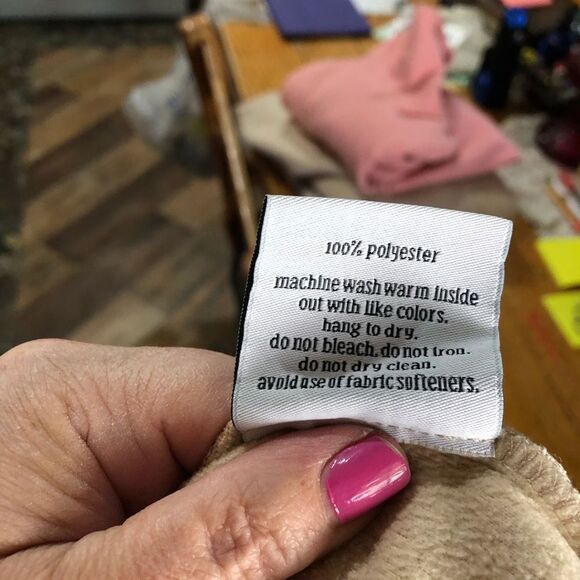 100% polyester
machine wash warm inside
out with like colors.
hang to dry.
do not bleach. do not iron.
do not dry clean.
avoid use of fabric softeners.